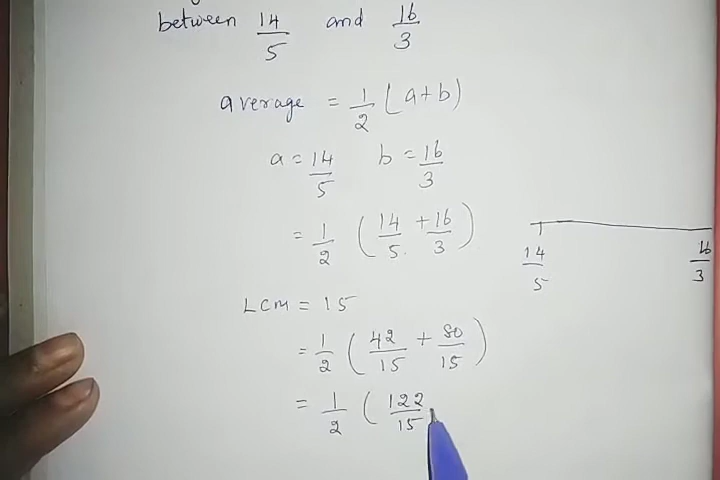 between 14/5 and 16/3
average = 1/2 (a+b)
a = 14/5 b = 16/3
= 1/2 (14/5 + 16/3)
14/5 16/3
LCM = 15
= 1/2 (42/15 + 80/15)
= 1/2 (122/15